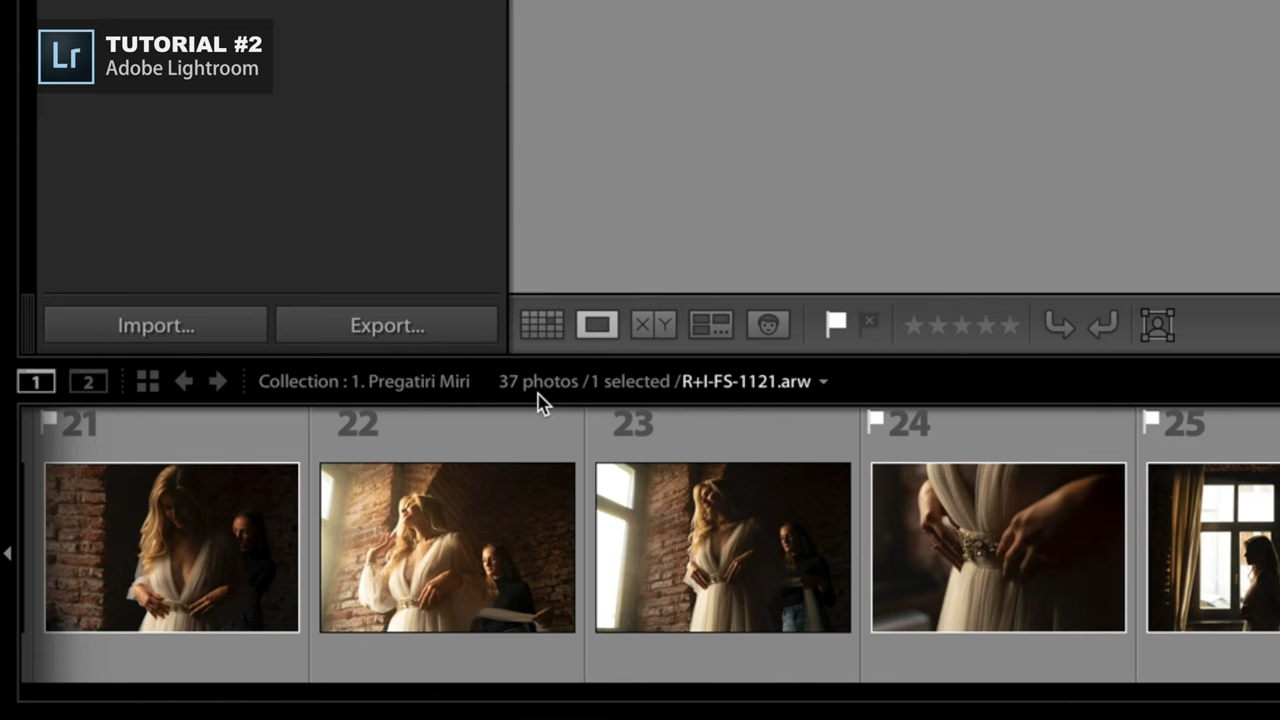 Lr
TUTORIAL #2
Adobe Lightroom
Import...
Export...
X Y
1
2
Collection : 1. Pregatiri Miri
37 photos /1 selected /R+I-FS-1121.arw
21
22
23
24
25